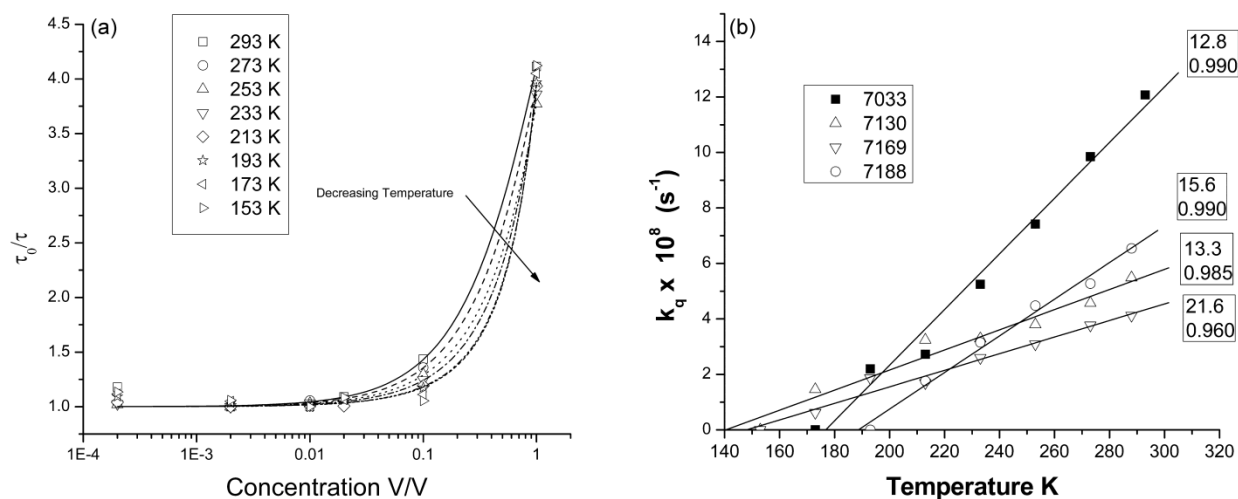 (a)
4.5
4.0
3.5
3.0
2.5
2.0
1.5
1.0
τ₀/τ
293 K
273 K
253 K
233 K
213 K
193 K
173 K
153 K
Decreasing Temperature
1E-4 1E-3 0.01 0.1 1
Concentration V/V
(b)
14
12
10
8
6
4
2
0
k_q x 10⁸ (s⁻¹)
7033
7130
7169
7188
12.8
0.990
15.6
0.990
13.3
0.985
21.6
0.960
140 160 180 200 220 240 260 280 300 320
Temperature K